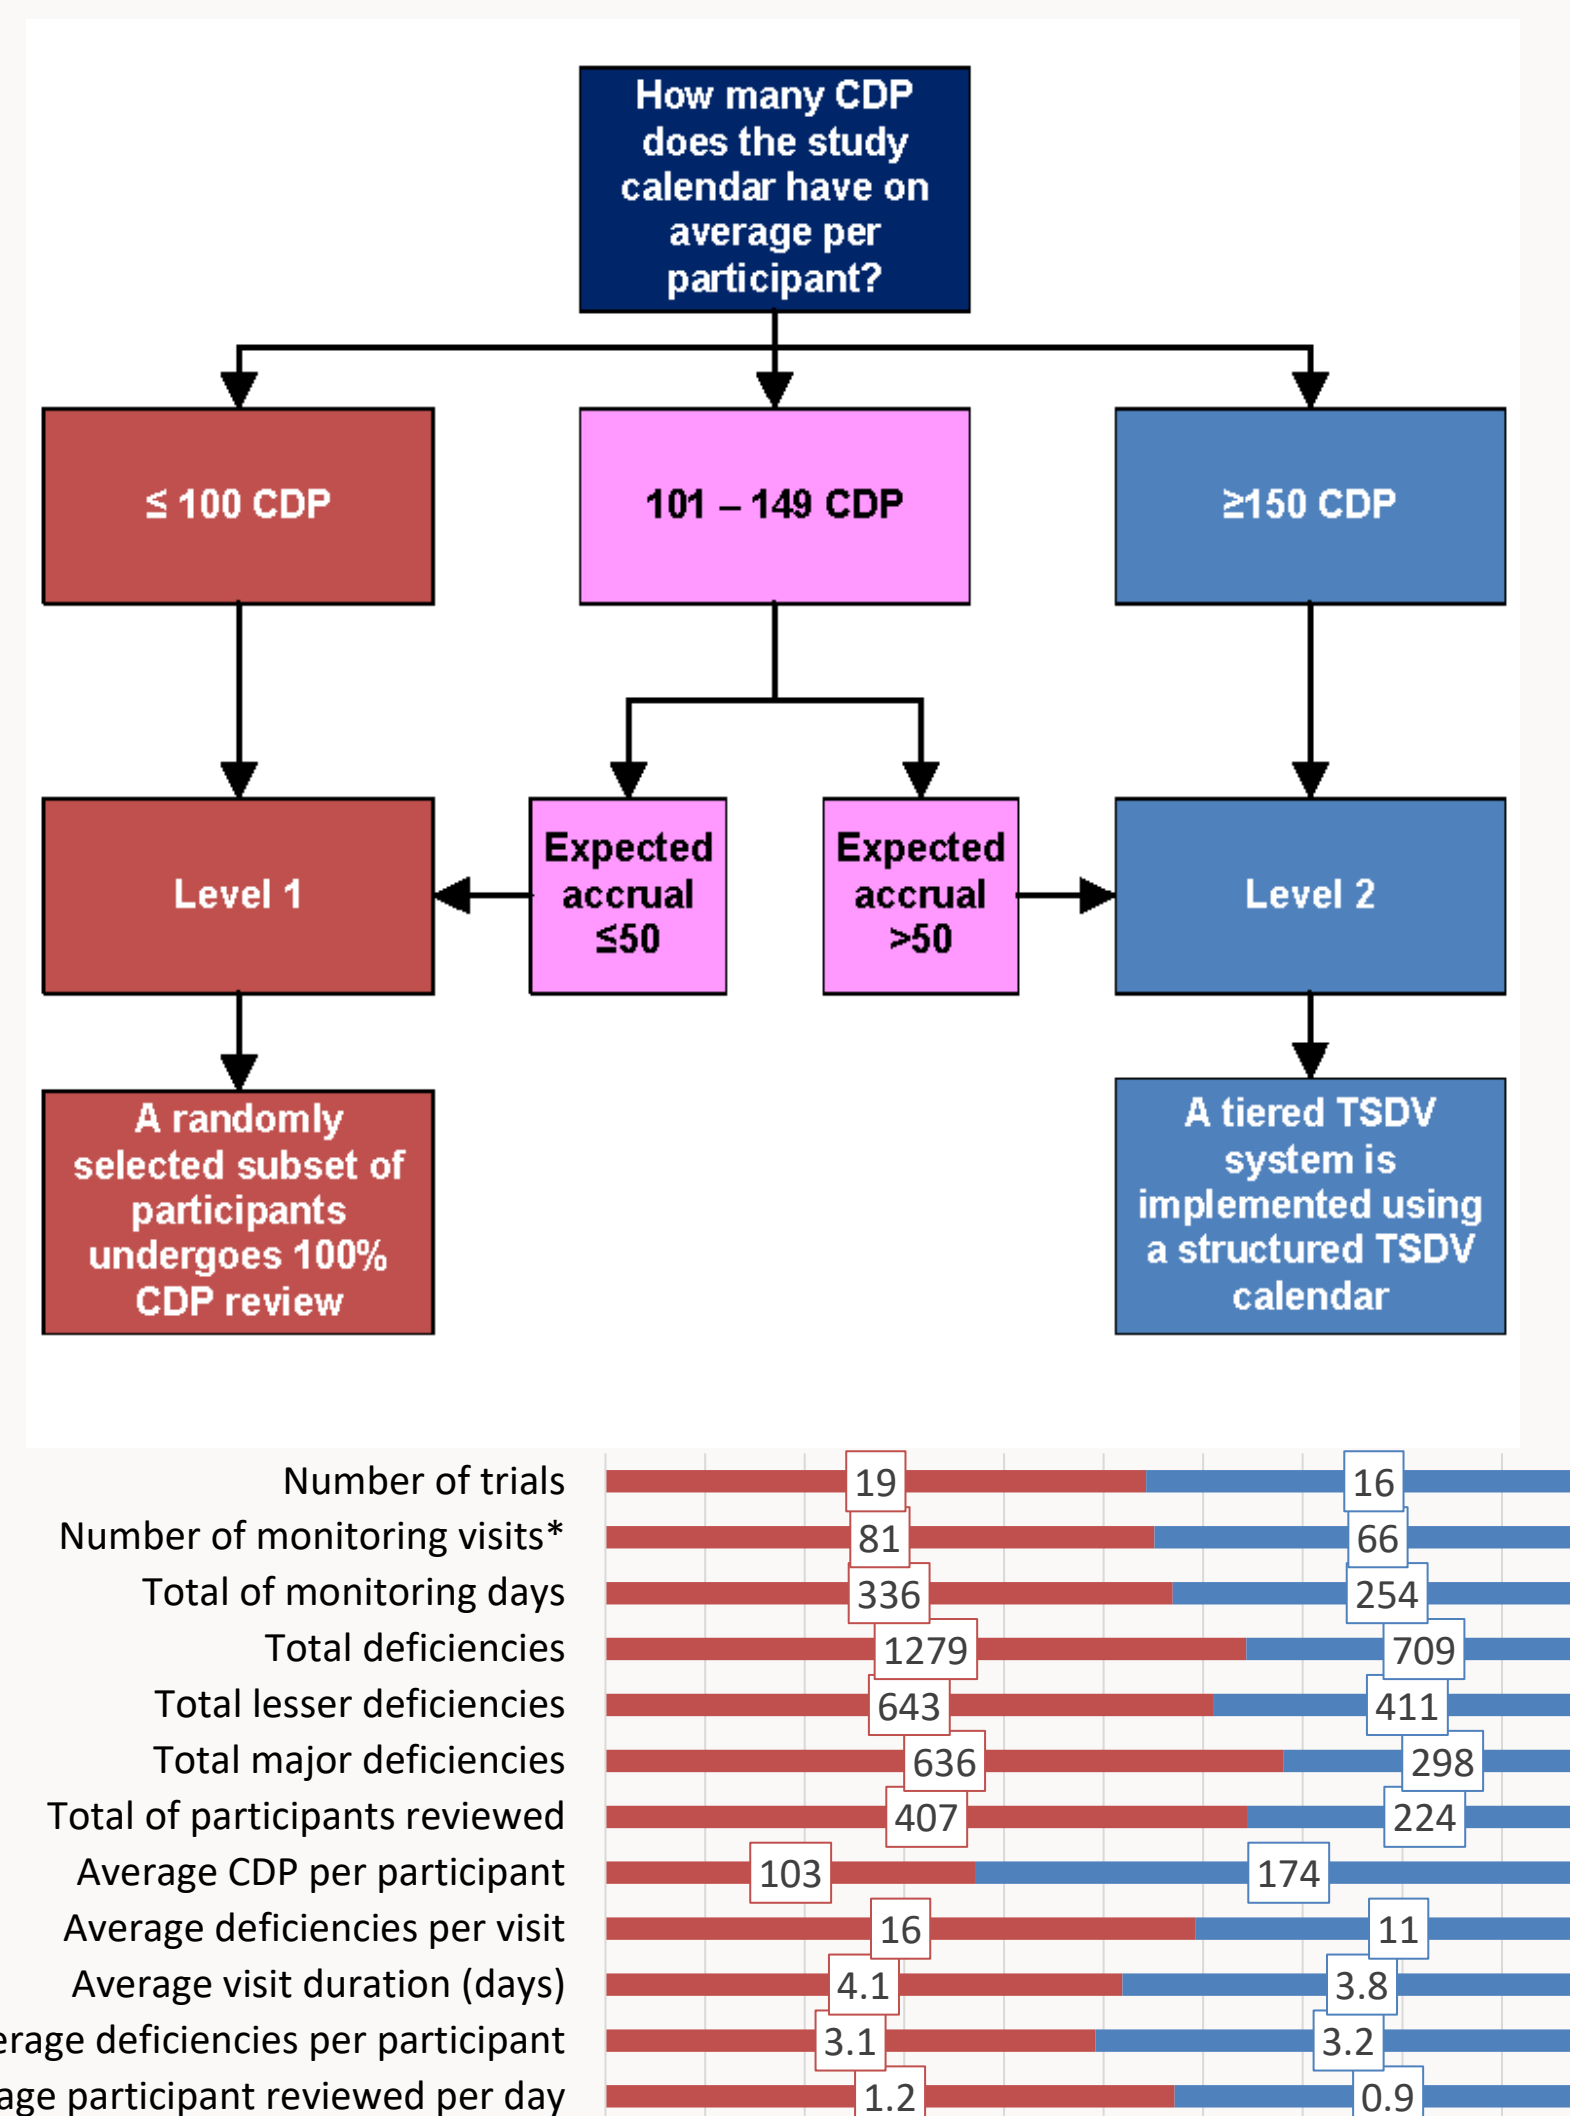 How many CDP
does the study
calendar have on
average per
participant?
≤ 100 CDP
101 – 149 CDP
≥150 CDP
Level 1
Expected
accrual
≤50
Expected
accrual
>50
Level 2
A randomly
selected subset of
participants
undergoes 100%
CDP review
A tiered TSDV
system is
implemented using
a structured TSDV
calendar
Number of trials 19 16
Number of monitoring visits* 81 66
Total of monitoring days 336 254
Total deficiencies 1279 709
Total lesser deficiencies 643 411
Total major deficiencies 636 298
Total of participants reviewed 407 224
Average CDP per participant 103 174
Average deficiencies per visit 16 11
Average visit duration (days) 4.1 3.8
deficiencies per participant 3.1 3.2
participant reviewed per day 1.2 0.9